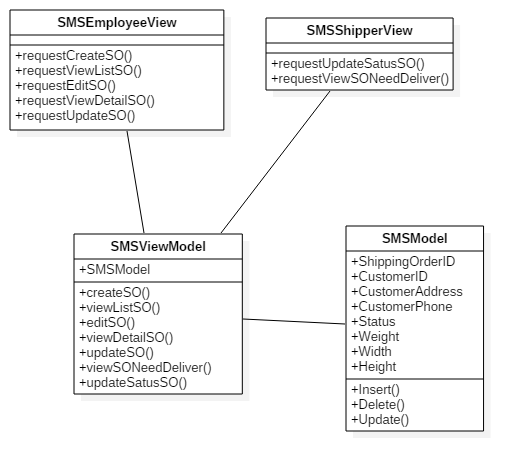 SMSEmployeeView
+requestCreateSO()
+requestViewListSO()
+requestEditSO()
+requestViewDetailSO()
+requestUpdateSO()
SMSShipperView
+requestUpdateSatusSO()
+requestViewSONeedDeliver()
SMSViewModel
+SMSModel
+createSO()
+viewListSO()
+editSO()
+viewDetailSO()
+updateSO()
+viewSONeedDeliver()
+updateSatusSO()
SMSModel
+ShippingOrderID
+CustomerID
+CustomerAddress
+CustomerPhone
+Status
+Weight
+Width
+Height
+Insert()
+Delete()
+Update()